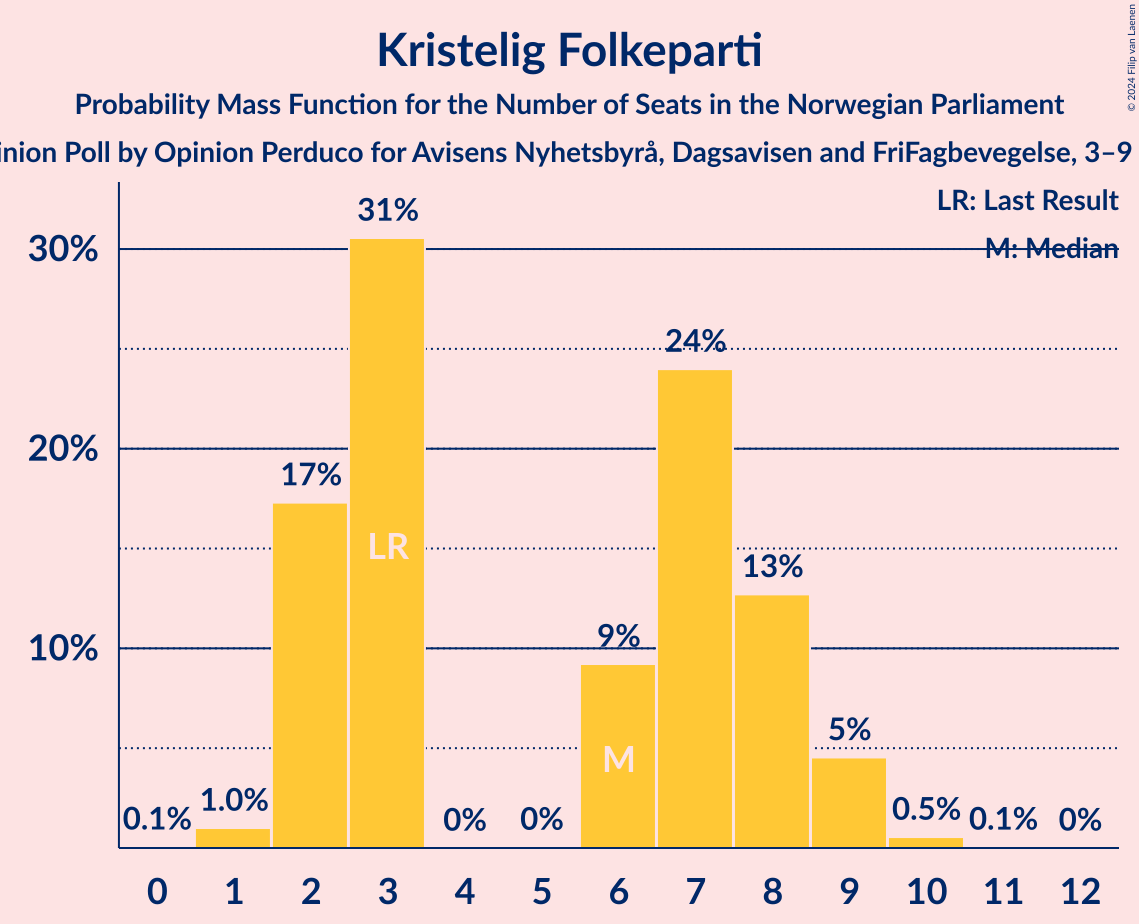 Kristelig Folkeparti
Probability Mass Function for the Number of Seats in the Norwegian Parliament
inion Poll by Opinion Perduco for Avisens Nyhetsbyrå, Dagsavisen and FriFagbevegelse, 3–9
© 2024 Filip van Laenen
LR: Last Result
M: Median
30%
20%
10%
0.1%
1.0%
17%
31%
0%
0%
9%
24%
13%
5%
0.5%
0.1%
0%
LR
M
0 1 2 3 4 5 6 7 8 9 10 11 12